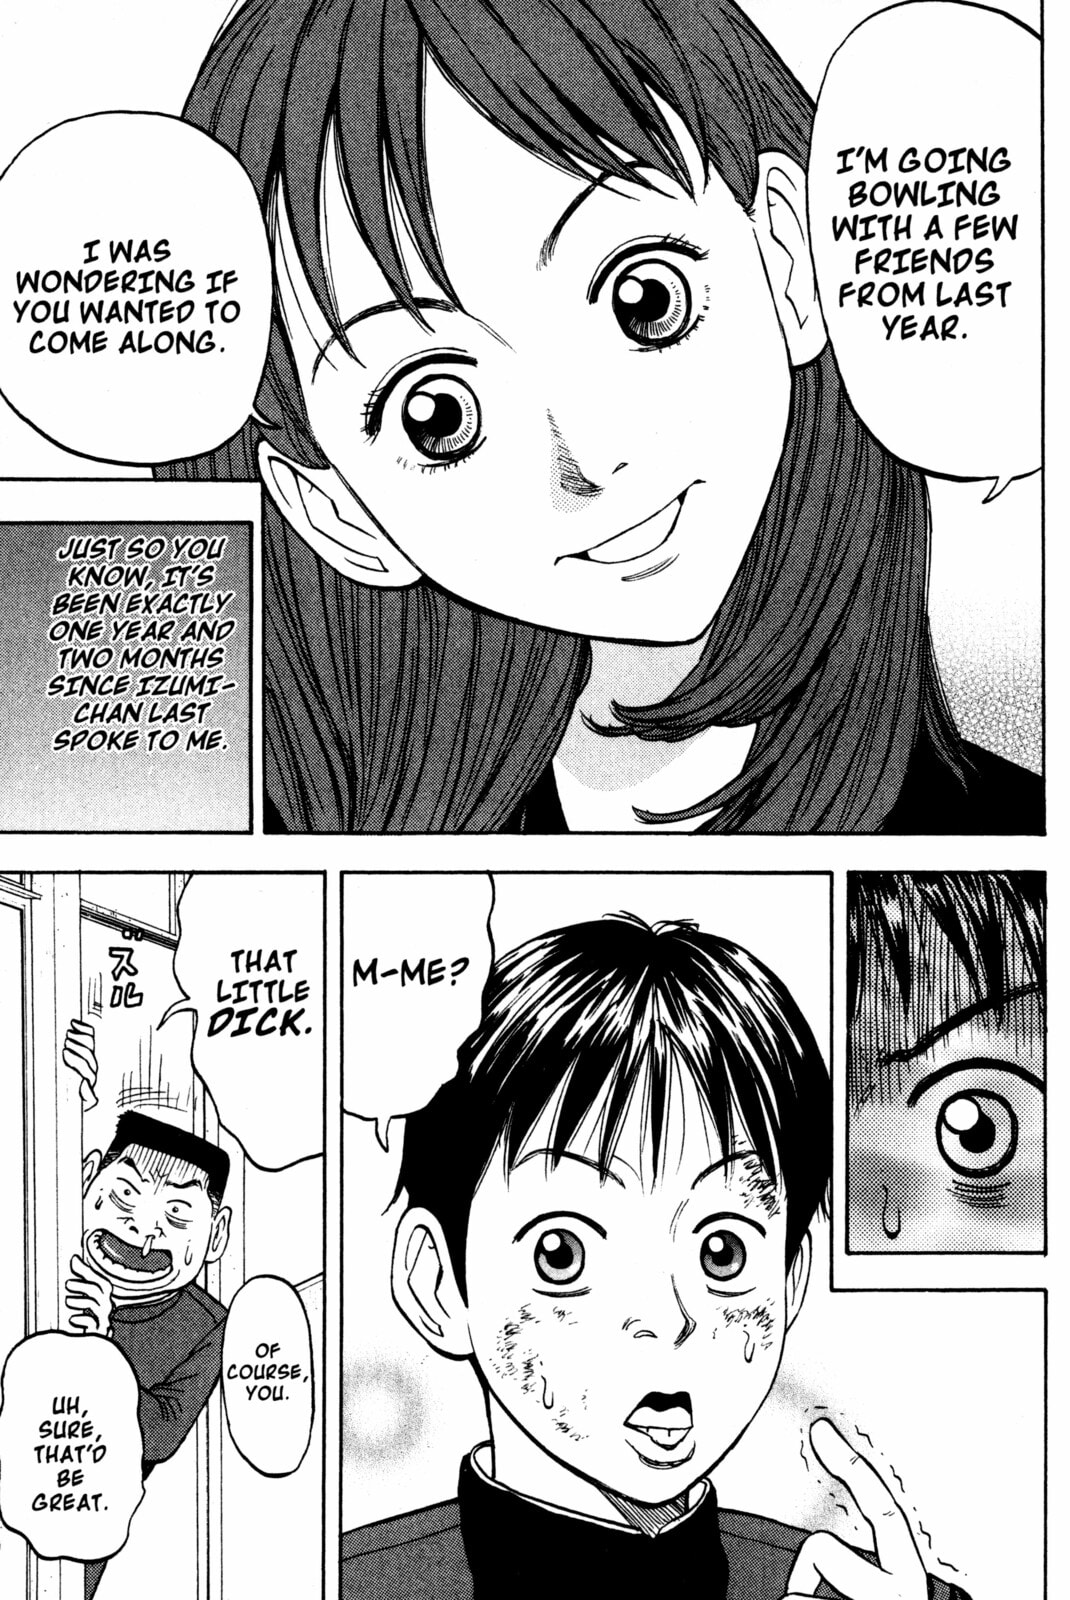 I'M GOING
BOWLING
WITH A FEW
FRIENDS
FROM LAST
YEAR.
I WAS
WONDERING IF
YOU WANTED TO
COME ALONG.
JUST SO YOU
KNOW, IT'S
BEEN EXACTLY
ONE YEAR AND
TWO MONTHS
SINCE IZUMI-
CHAN LAST
SPOKE TO ME.
M-ME?
THAT
LITTLE
DICK.
ズル
OF
COURSE,
YOU.
UH,
SURE,
THAT'D
BE
GREAT.